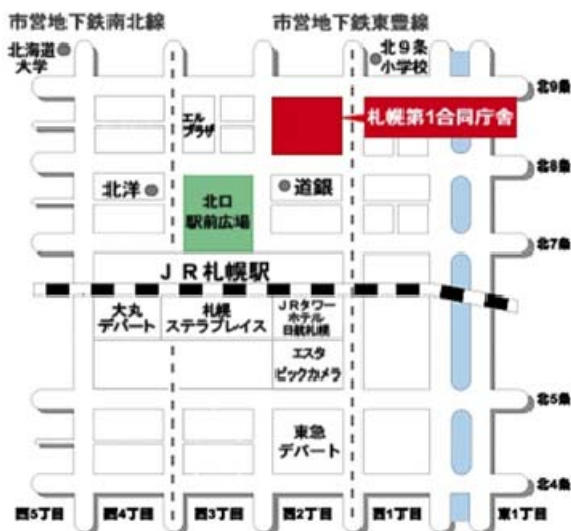 市営地下鉄南北線
市営地下鉄東豊線
北海道
大学
北9条
小学校
北9条
エル
プラザ
札幌第1合同庁舎
北8条
北洋
北口
駅前広場
道銀
北7条
JR札幌駅
大丸
デパート
札幌
ステラプレイス
JRタワー
ホテル
日航札幌
エスタ
ビックカメラ
北5条
東急
デパート
北4条
西5丁目
西4丁目
西3丁目
西2丁目
西1丁目
東1丁目